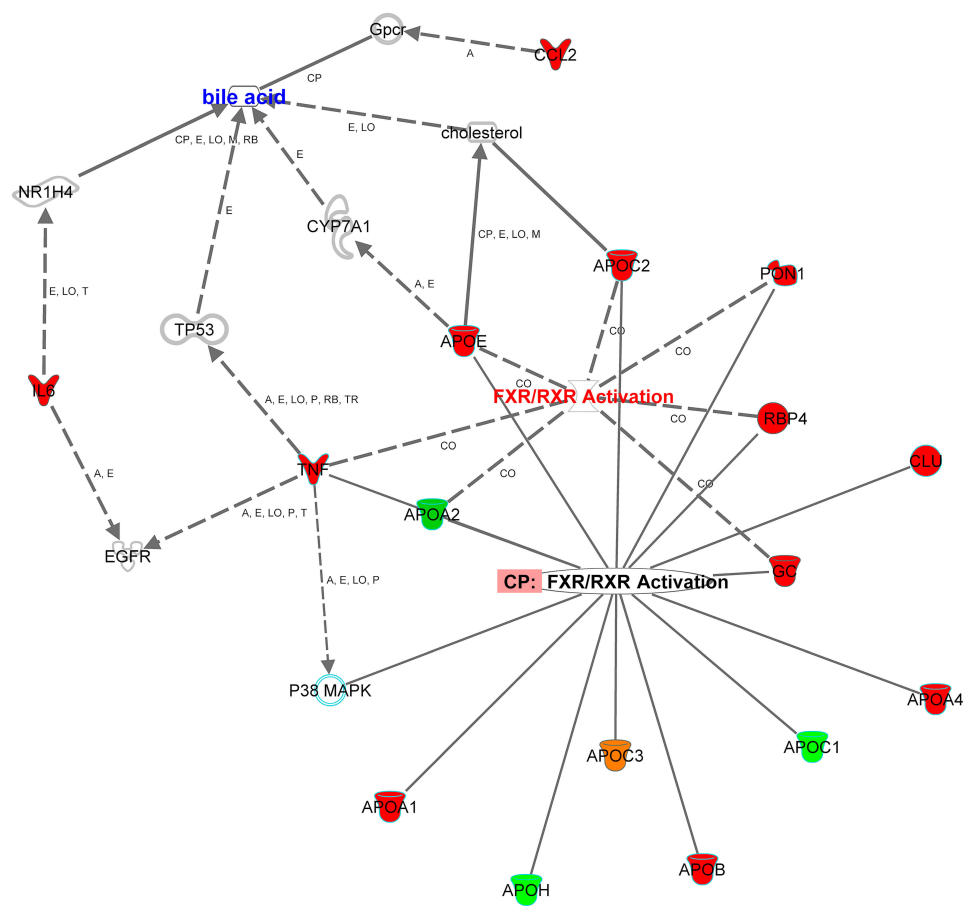 Gpcr
CCL2
A
CP
bile acid
E, LO
cholesterol
CP, E, LO, M, RB
E
NR1H4
E
CYP7A1
CP, E, LO, M
APOC2
PON1
A, E
E, LO, T
TP53
CO
APOE
CO
CO
IL6
FXR/RXR Activation
A, E, LO, P, RB, TR
CO
RBP4
CO
CLU
TNF
A, E
CO
CO
A, E, LO, P, T
APOA2
EGFR
GC
A, E, LO, P
CP: FXR/RXR Activation
P38 MAPK
APOA4
APOC3
APOC1
APOA1
APOB
APOH